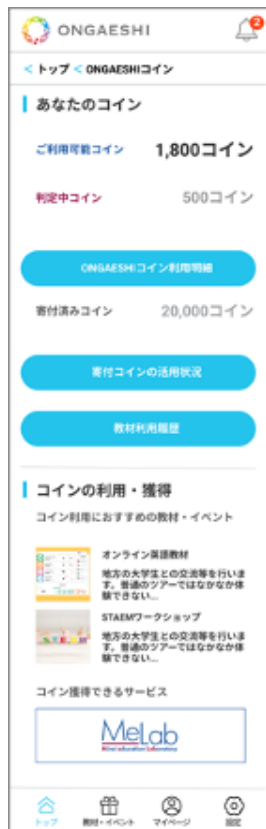 ONGAESHI
2
< トップ < ONGAESHIコイン
あなたのコイン
ご利用可能コイン 1,800コイン
判定中コイン 500コイン
ONGAESHIコイン利用明細
寄付済みコイン 20,000コイン
寄付コインの活用状況
教材利用履歴
コインの利用・獲得
コイン利用におすすめの教材・イベント
オンライン英語教材
地方の大学生との交流等を行いま
す。普通のツアーではなかなか体
験できない...
STAEMワークショップ
地方の大学生との交流等を行いま
す。普通のツアーではなかなか体
験できない...
コイン獲得できるサービス
MeLab
トップ
教材・イベント
マイページ
設定